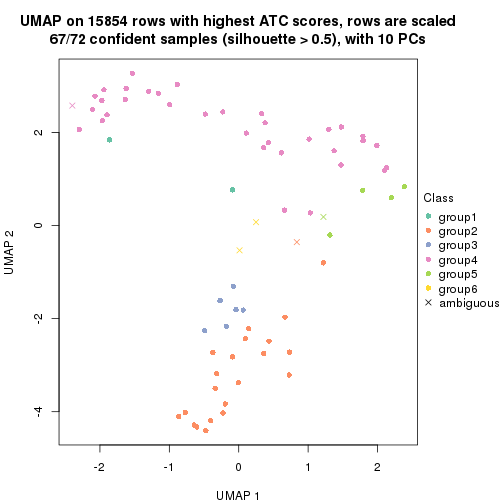 UMAP on 15854 rows with highest ATC scores, rows are scaled
67/72 confident samples (silhouette > 0.5), with 10 PCs
2
0
-2
-4
UMAP 2
-2
-1
0
1
2
UMAP 1
Class
group1
group2
group3
group4
group5
group6
ambiguous